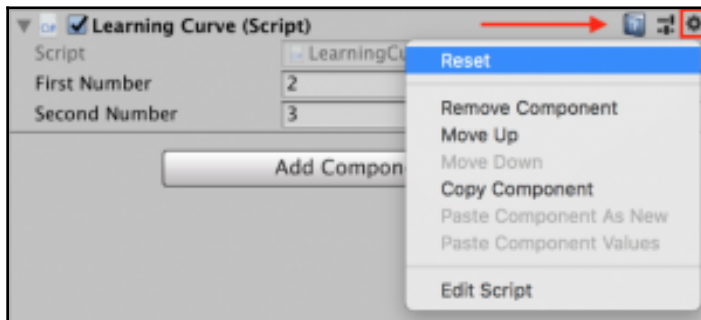 Learning Curve (Script)
Script LearningCu
First Number 2
Second Number 3
Add Compon
Reset
Remove Component
Move Up
Move Down
Copy Component
Paste Component As New
Paste Component Values
Edit Script